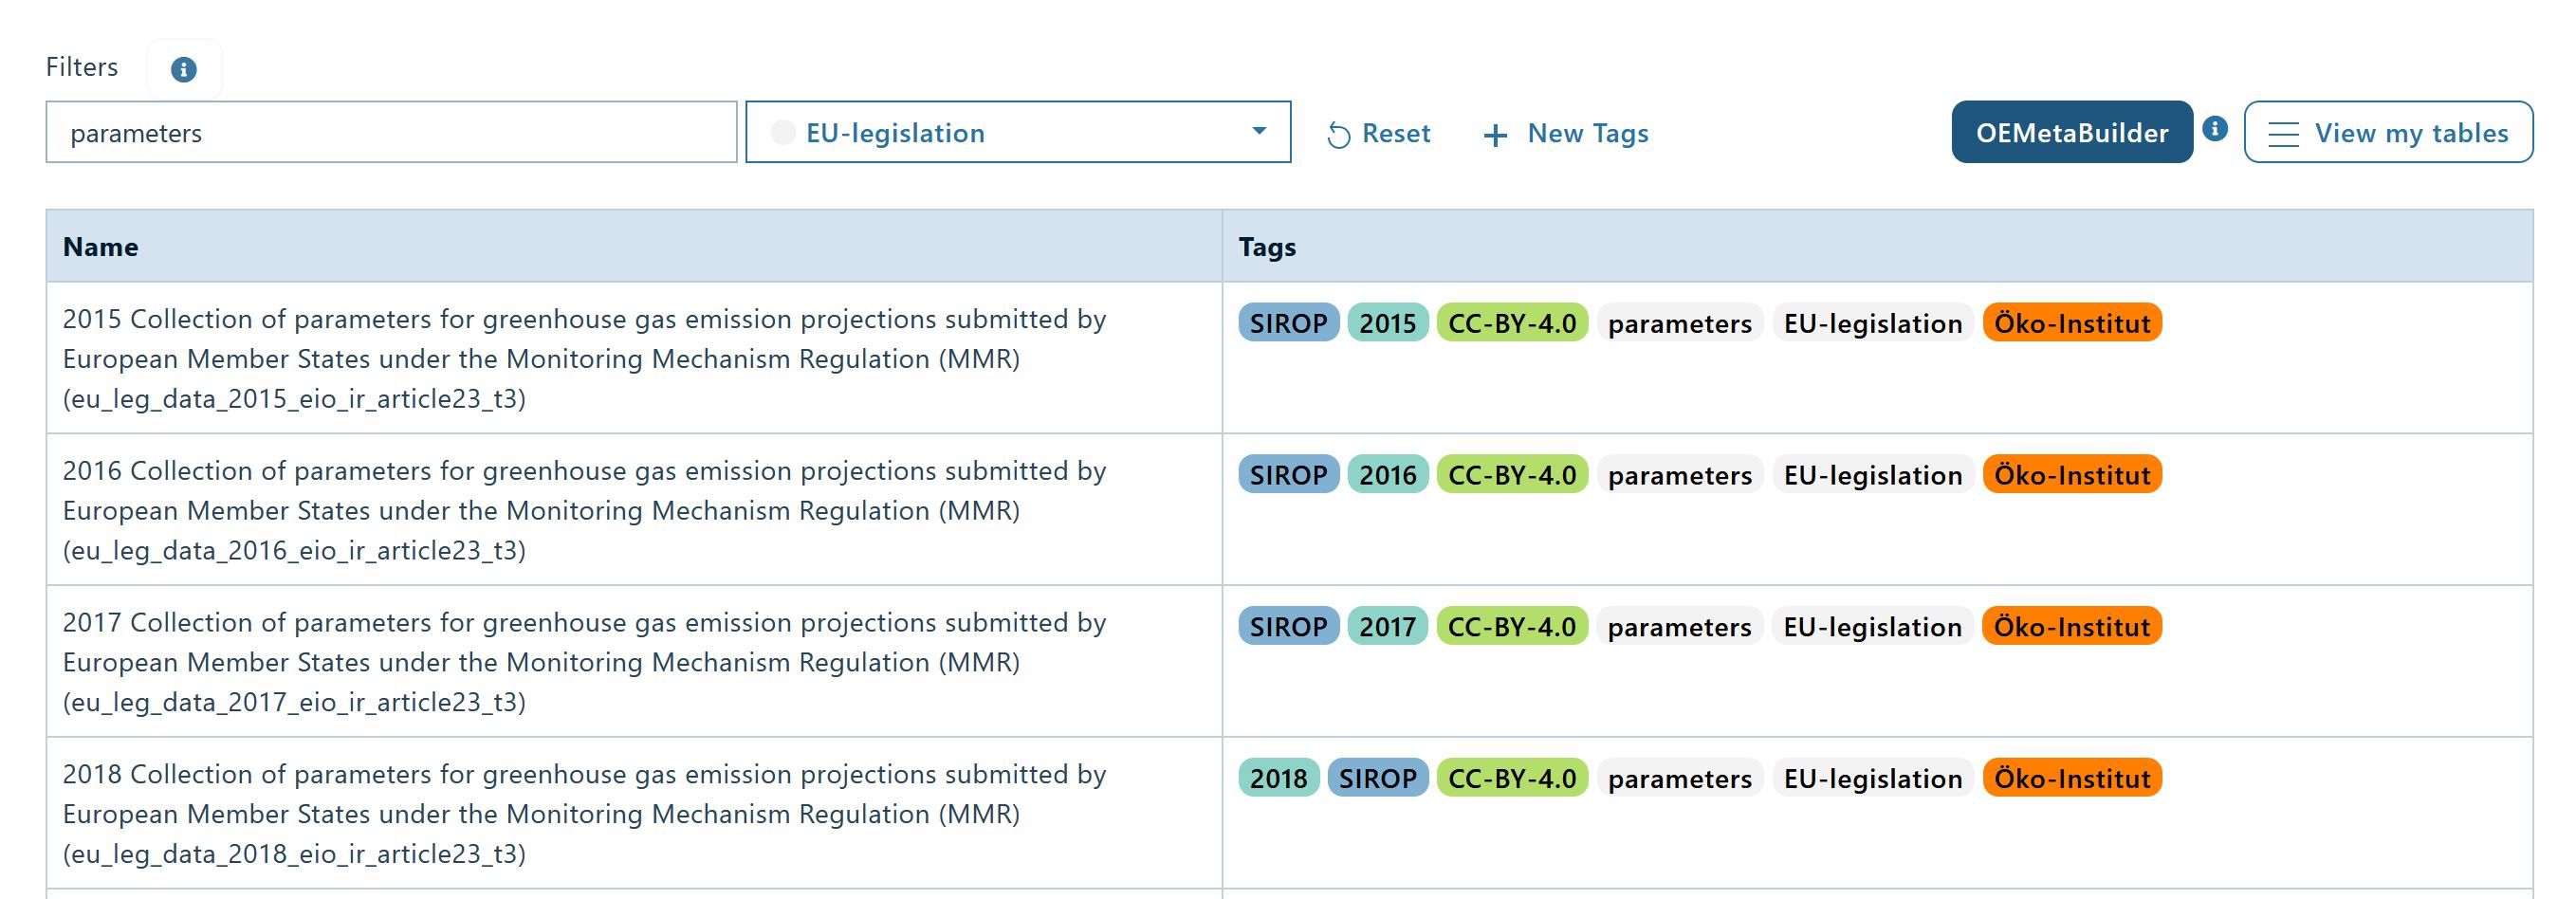 Filters
parameters
EU-legislation
Reset
New Tags
OEMetaBuilder
View my tables
Name
Tags
2015 Collection of parameters for greenhouse gas emission projections submitted by
European Member States under the Monitoring Mechanism Regulation (MMR)
(eu_leg_data_2015_eio_ir_article23_t3)
SIROP 2015 CC-BY-4.0 parameters EU-legislation Öko-Institut
2016 Collection of parameters for greenhouse gas emission projections submitted by
European Member States under the Monitoring Mechanism Regulation (MMR)
(eu_leg_data_2016_eio_ir_article23_t3)
SIROP 2016 CC-BY-4.0 parameters EU-legislation Öko-Institut
2017 Collection of parameters for greenhouse gas emission projections submitted by
European Member States under the Monitoring Mechanism Regulation (MMR)
(eu_leg_data_2017_eio_ir_article23_t3)
SIROP 2017 CC-BY-4.0 parameters EU-legislation Öko-Institut
2018 Collection of parameters for greenhouse gas emission projections submitted by
European Member States under the Monitoring Mechanism Regulation (MMR)
(eu_leg_data_2018_eio_ir_article23_t3)
2018 SIROP CC-BY-4.0 parameters EU-legislation Öko-Institut